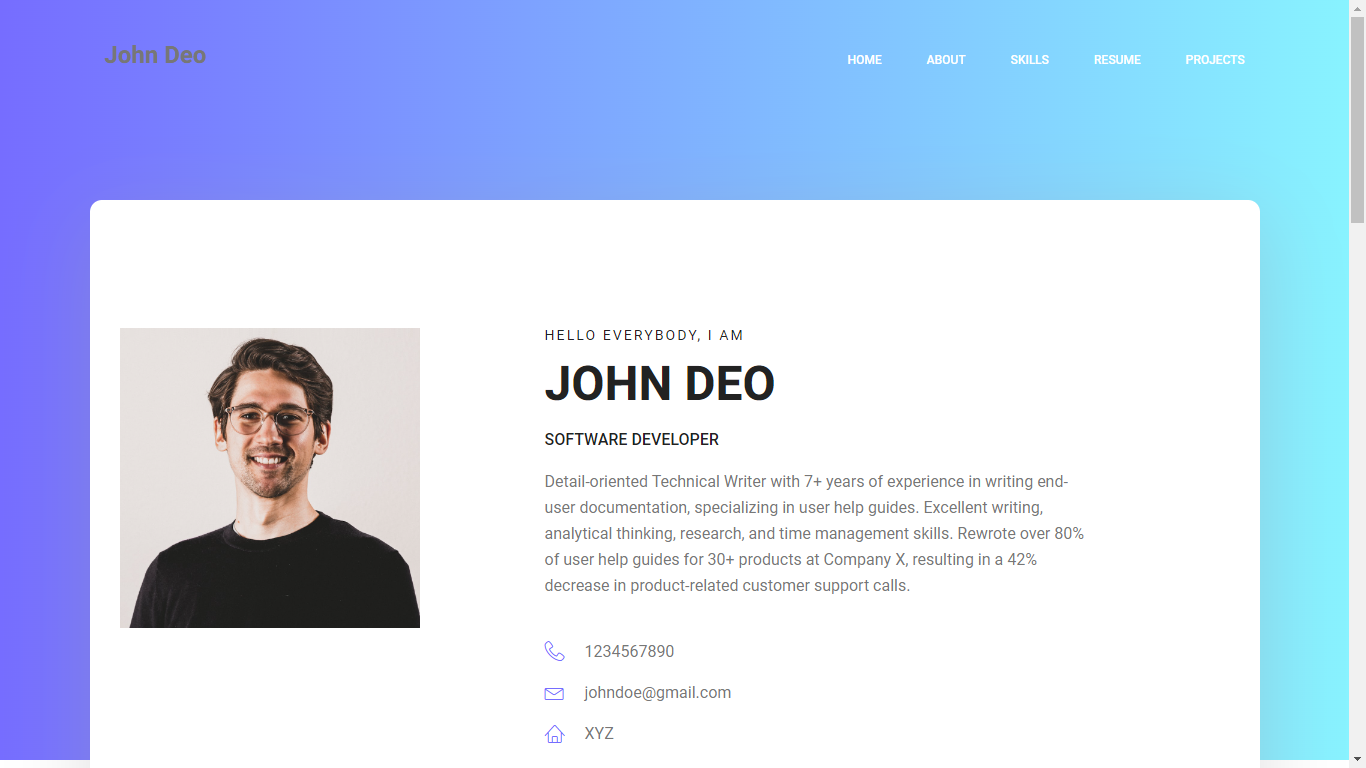 John Deo
HOME ABOUT SKILLS RESUME PROJECTS
HELLO EVERYBODY, I AM
JOHN DEO
SOFTWARE DEVELOPER
Detail-oriented Technical Writer with 7+ years of experience in writing end-
user documentation, specializing in user help guides. Excellent writing,
analytical thinking, research, and time management skills. Rewrote over 80%
of user help guides for 30+ products at Company X, resulting in a 42%
decrease in product-related customer support calls.
1234567890
johndoe@gmail.com
XYZ